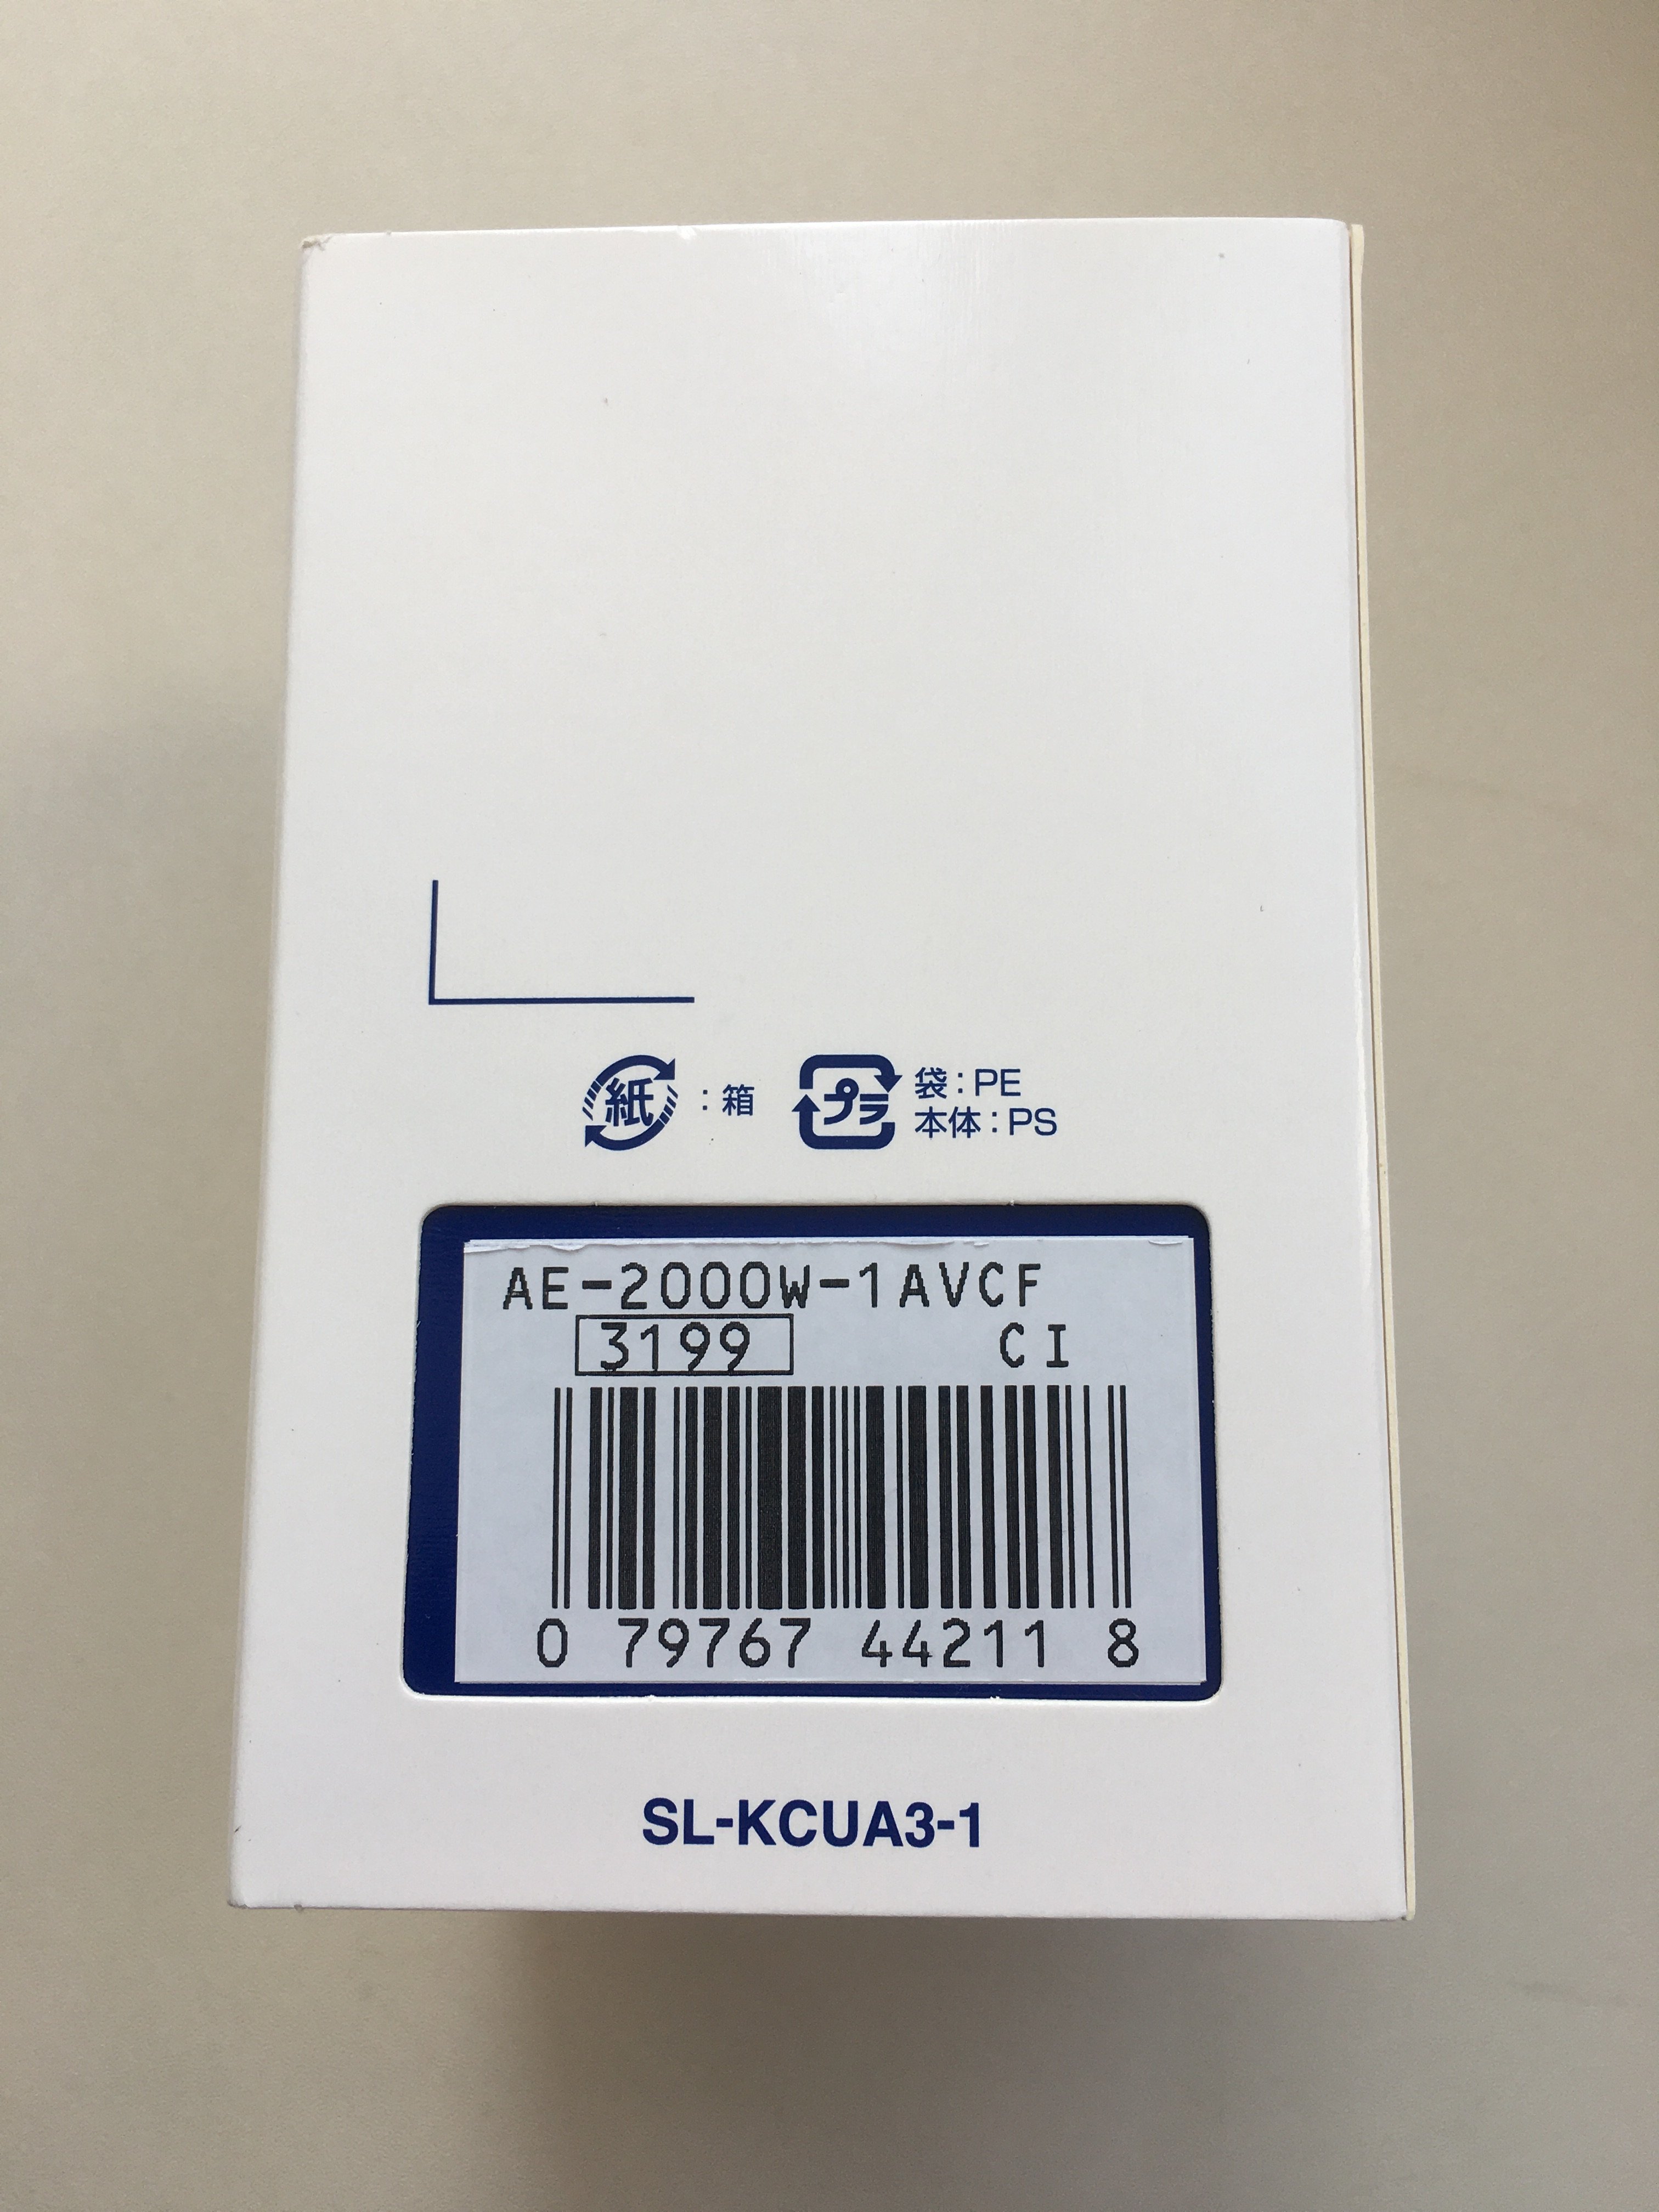 紙 : 箱
プラ 袋 : PE
本体 : PS
AE-2000W-1AVCF
3199 CI
0 79767 44211 8
SL-KCUA3-1